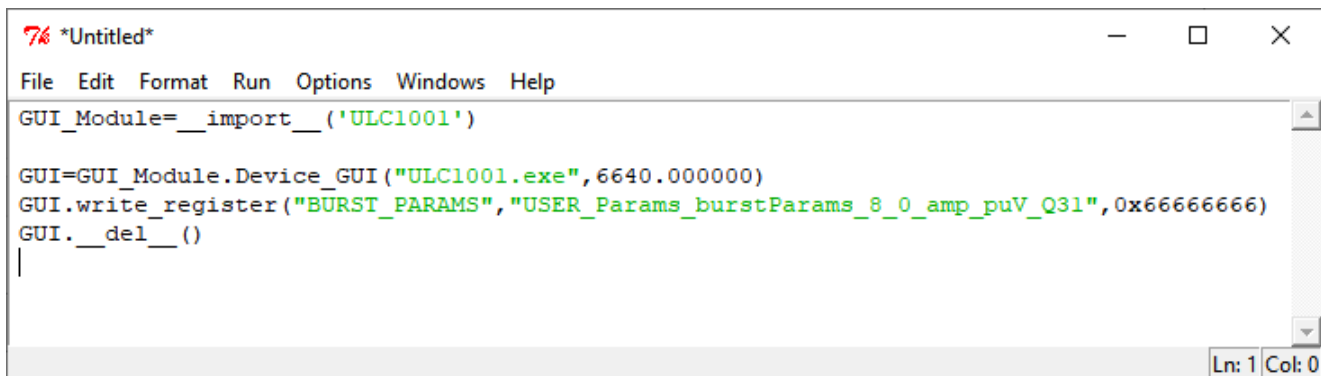 *Untitled*
File Edit Format Run Options Windows Help
GUI_Module=__import__('ULC1001')
GUI=GUI_Module.Device_GUI("ULC1001.exe",6640.000000)
GUI.write_register("BURST_PARAMS","USER_Params_burstParams_8_0_amp_puV_Q31",0x66666666)
GUI.__del__()
Ln: 1 Col: 0